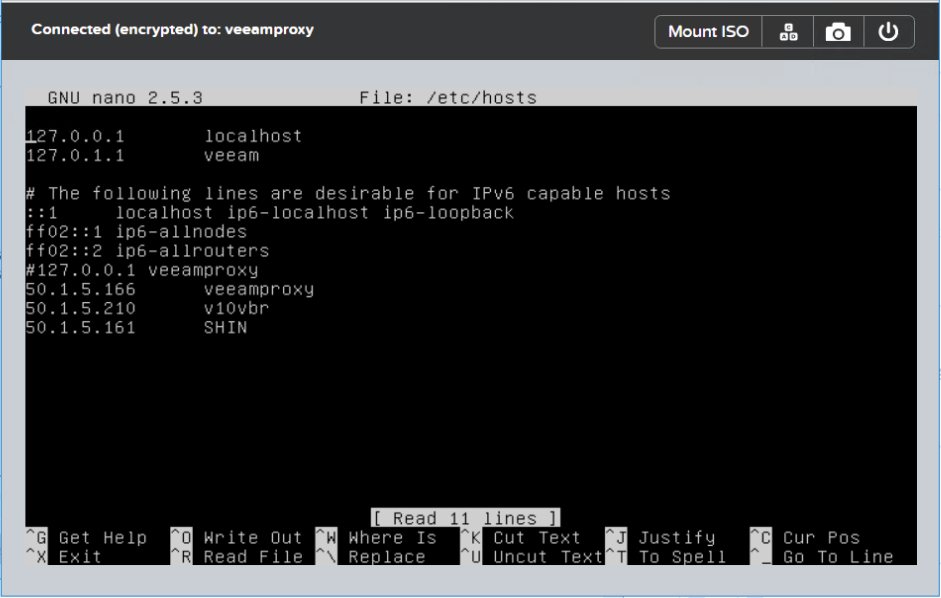 Connected (encrypted) to: veeamproxy
Mount ISO
C
A D
GNU nano 2.5.3 File: /etc/hosts
127.0.0.1 localhost
127.0.1.1 veeam
# The following lines are desirable for IPv6 capable hosts
::1 localhost ip6-localhost ip6-loopback
ff02::1 ip6-allnodes
ff02::2 ip6-allrouters
#127.0.0.1 veeamproxy
50.1.5.166 veeamproxy
50.1.5.210 v10vbr
50.1.5.161 SHIN
[ Read 11 lines ]
^G Get Help ^O Write Out ^W Where Is ^K Cut Text ^J Justify ^C Cur Pos
^X Exit ^R Read File ^\ Replace ^U Uncut Text ^T To Spell ^_ Go To Line